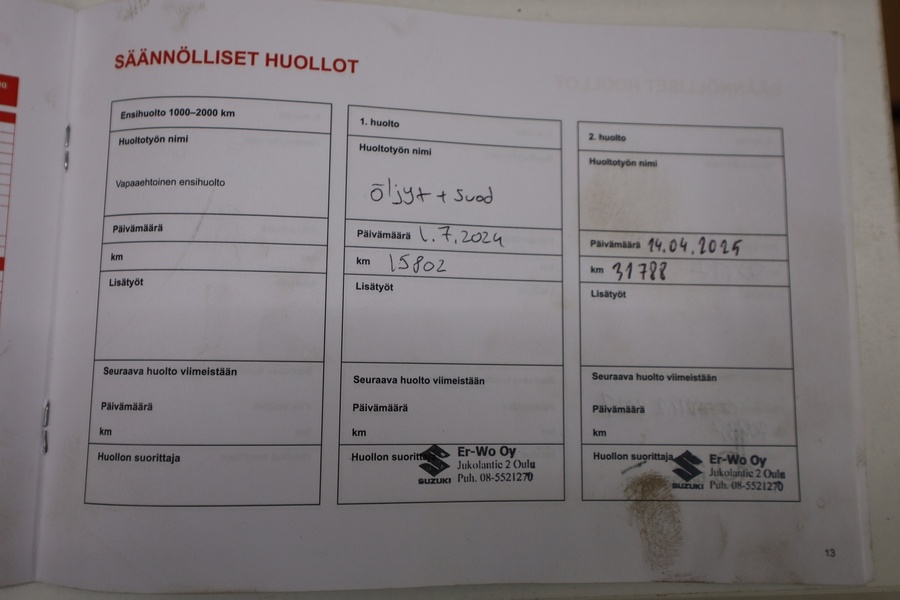 SÄÄNNÖLLISET HUOLLOT
Ensihuolto 1000–2000 km
Huoltotyön nimi
Vapaaehtoinen ensihuolto
Päivämäärä
km
Lisätyöt
Seuraava huolto viimeistään
Päivämäärä
km
Huollon suorittaja
1. huolto
Huoltotyön nimi
öljyt + suod
Päivämäärä 1.7.2024
km 15802
Lisätyöt
Seuraava huolto viimeistään
Päivämäärä
km
Huollon suoritt
SUZUKI
Er-Wo Oy
Jukolantie 2 Oulu
Puh. 08-5521270
2. huolto
Huoltotyön nimi
Päivämäärä 14.04.2025
km 31788
Lisätyöt
Seuraava huolto viimeistään
Päivämäärä
km
Huollon suorittaja
SUZUKI
Er-Wo Oy
Jukolantie 2 Oulu
Puh. 08-5521270
13